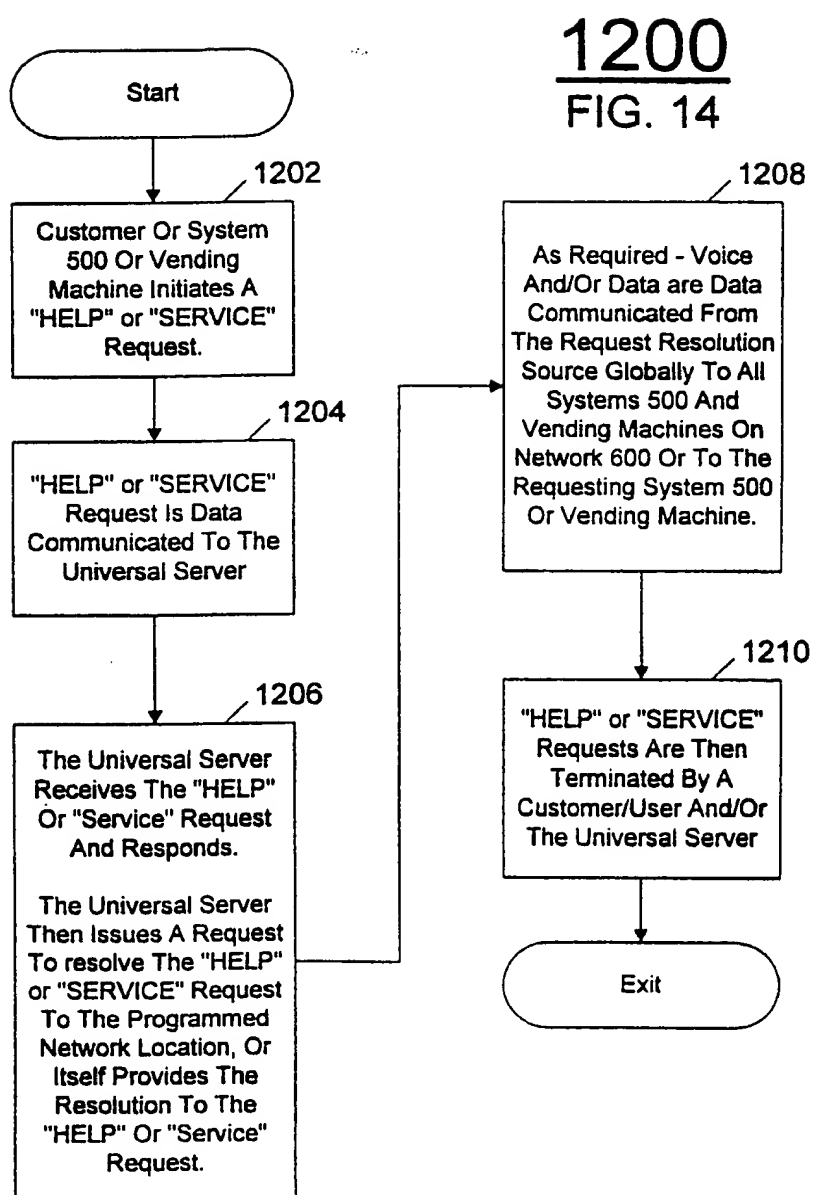 1200
FIG. 14
Start
1202
Customer Or System
500 Or Vending
Machine Initiates A
"HELP" or "SERVICE"
Request.
1204
"HELP" or "SERVICE"
Request Is Data
Communicated To The
Universal Server
1206
The Universal Server
Receives The "HELP"
Or "Service" Request
And Responds.
The Universal Server
Then Issues A Request
To resolve The "HELP"
or "SERVICE" Request
To The Programmed
Network Location, Or
Itself Provides The
Resolution To The
"HELP" Or "Service"
Request.
1208
As Required - Voice
And/Or Data are Data
Communicated From
The Request Resolution
Source Globally To All
Systems 500 And
Vending Machines On
Network 600 Or To The
Requesting System 500
Or Vending Machine.
1210
"HELP" or "SERVICE"
Requests Are Then
Terminated By A
Customer/User And/Or
The Universal Server
Exit